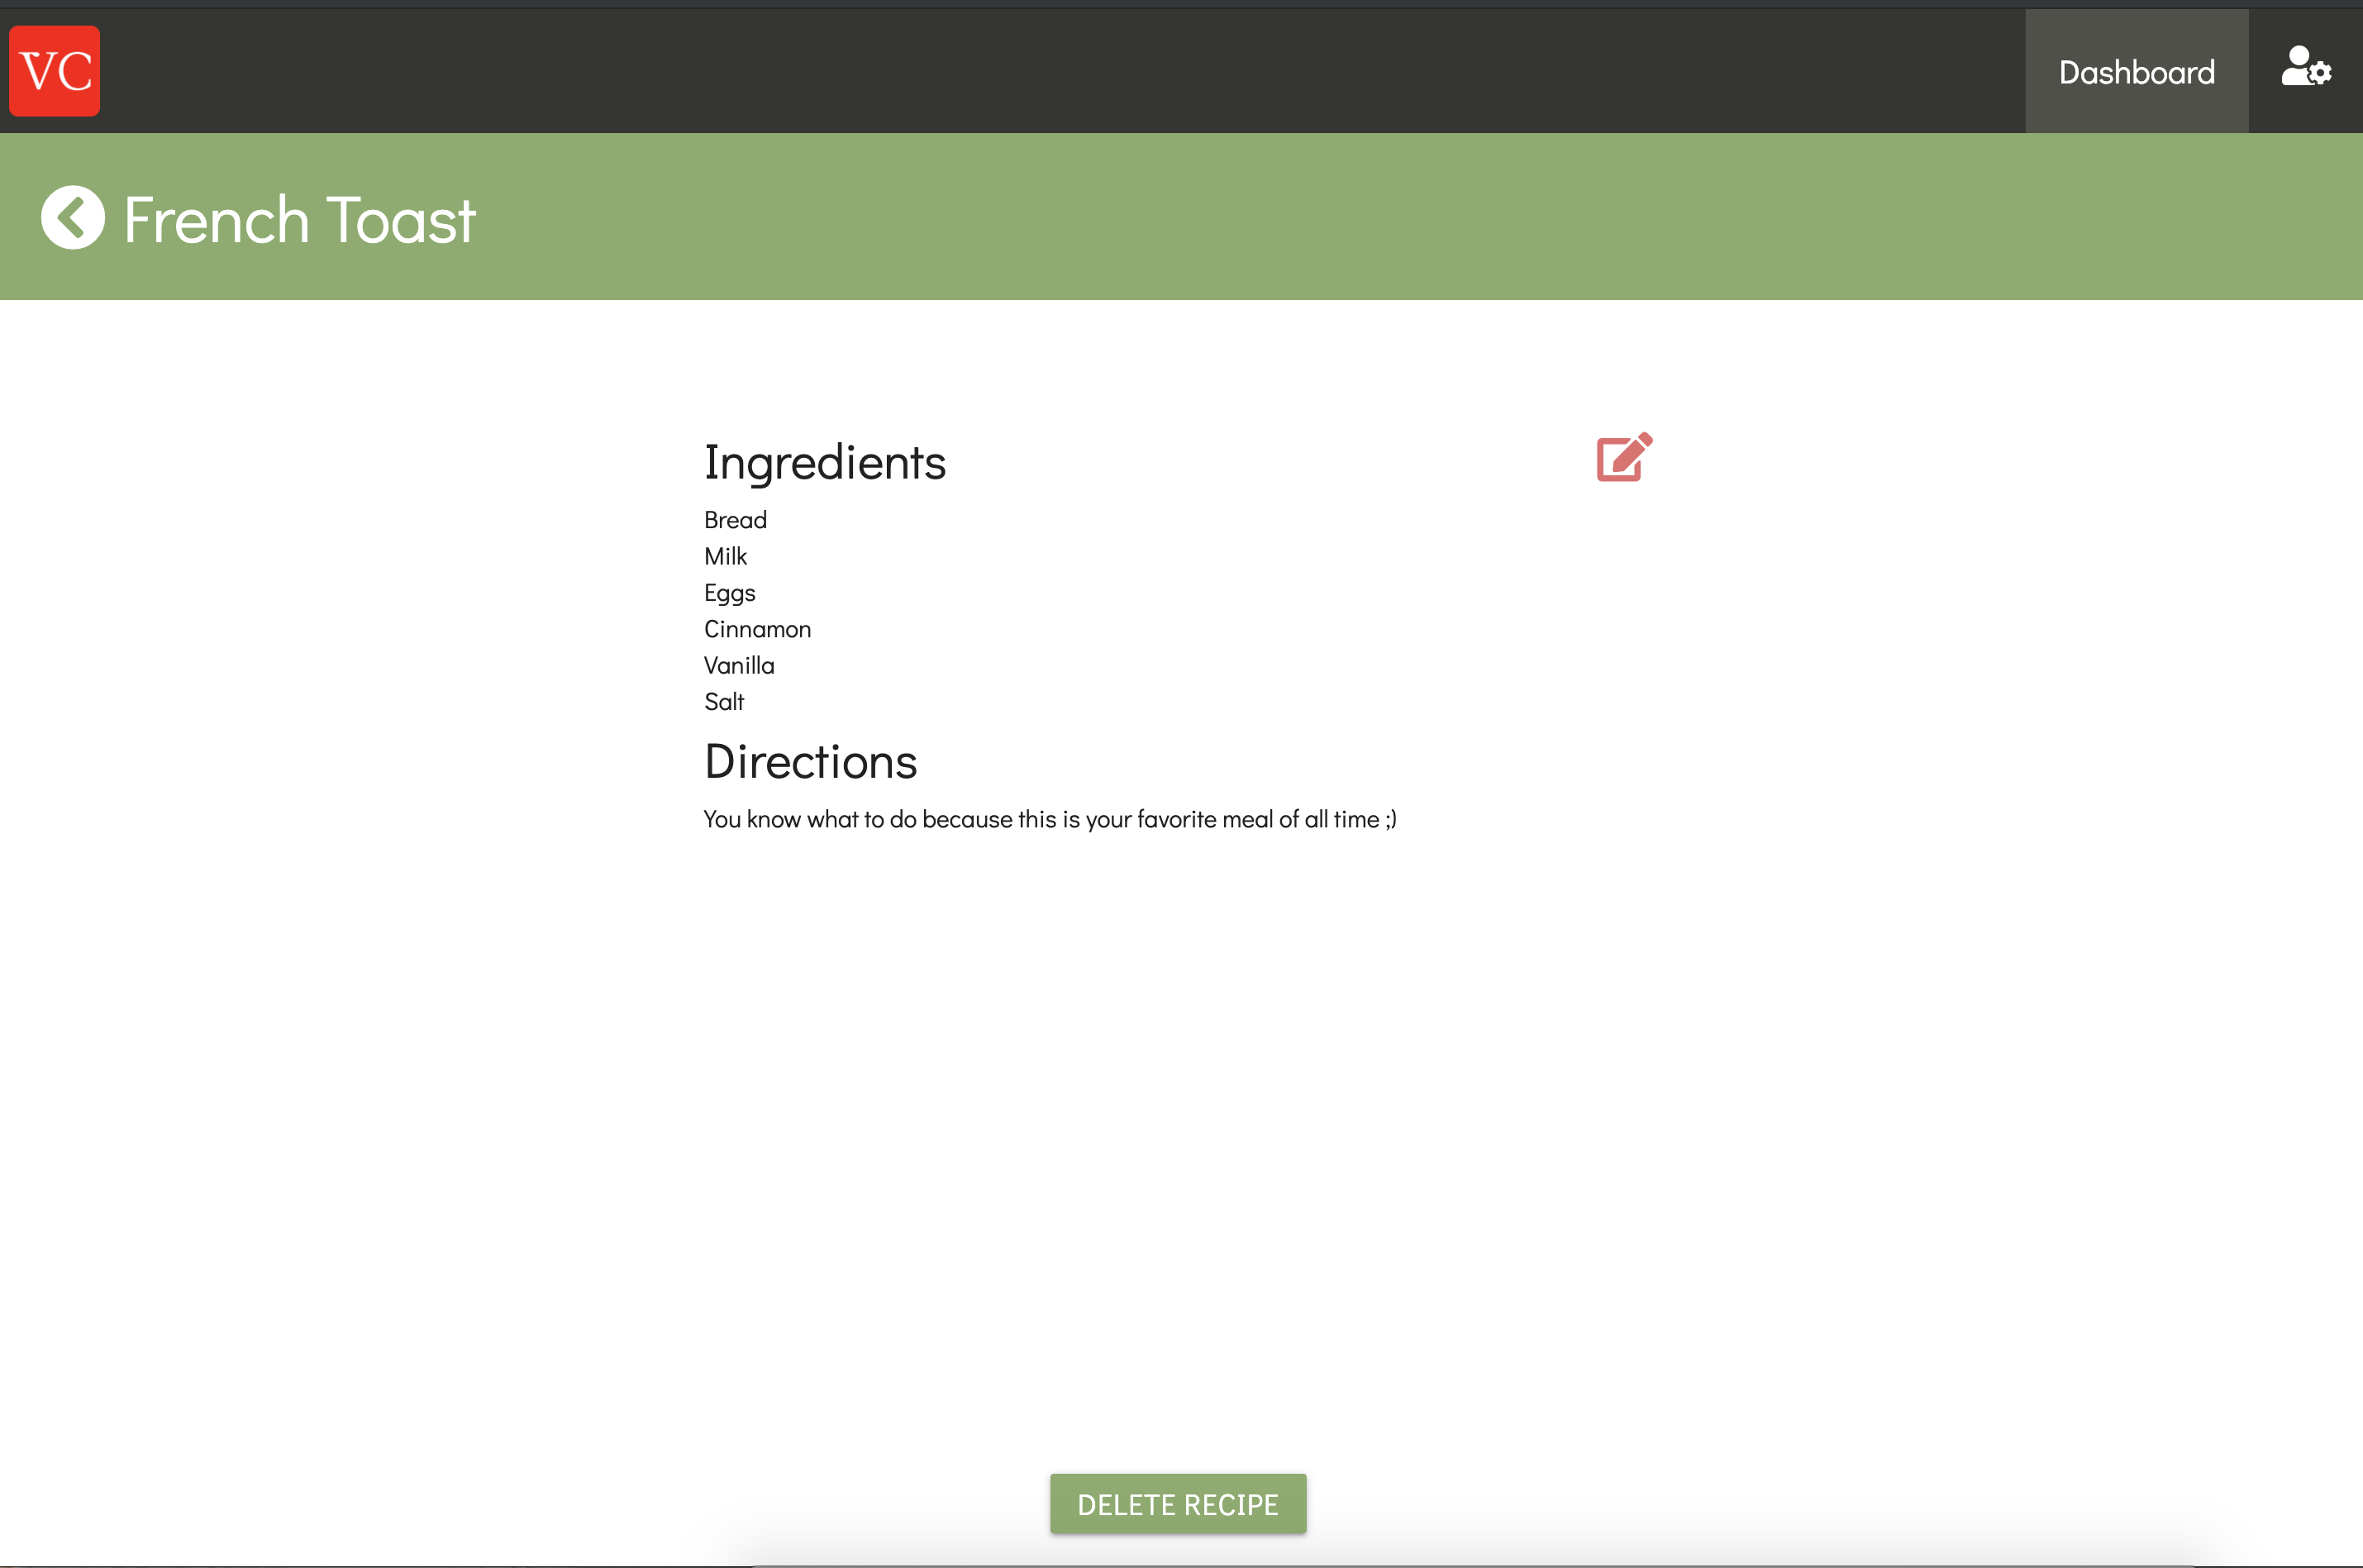 VC
Dashboard
French Toast
Ingredients
Bread
Milk
Eggs
Cinnamon
Vanilla
Salt
Directions
You know what to do because this is your favorite meal of all time ;)
DELETE RECIPE